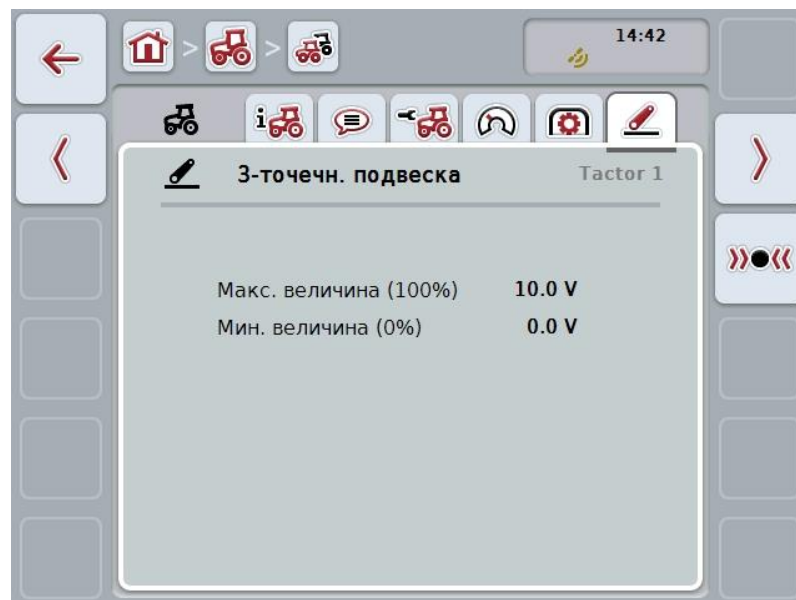 14:42
3-точечн. подвеска Tactor 1
Макс. величина (100%) 10.0 V
Мин. величина (0%) 0.0 V